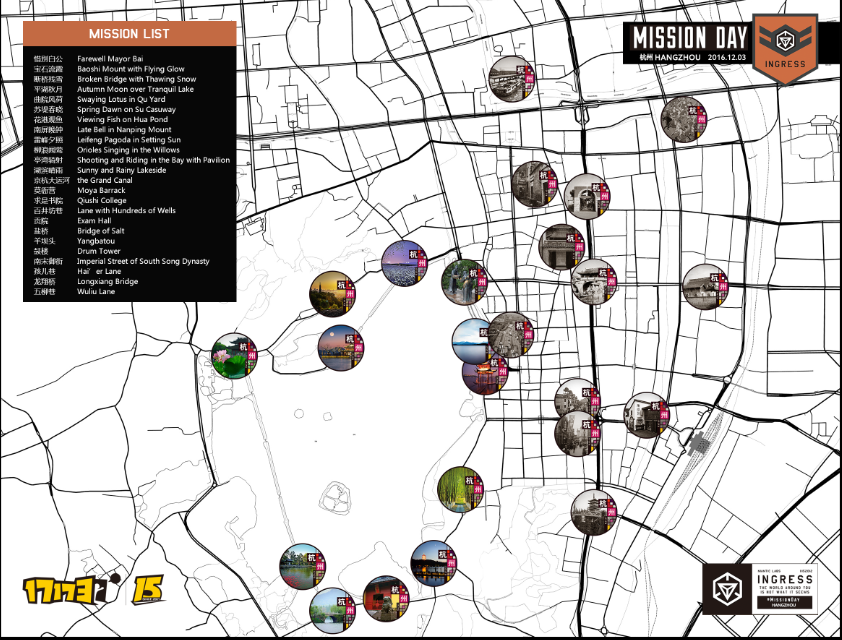 MISSION LIST
惜别白公 Farewell Mayor Bai
宝石流霞 Baoshi Mount with Flying Glow
断桥残雪 Broken Bridge with Thawing Snow
平湖秋月 Autumn Moon over Tranquil Lake
曲院风荷 Swaying Lotus in Qu Yard
苏堤春晓 Spring Dawn on Su Casuway
花港观鱼 Viewing Fish on Hua Pond
南屏晚钟 Late Bell in Nanping Mount
雷峰夕照 Leifeng Pagoda in Setting Sun
柳浪闻莺 Orioles Singing in the Willows
亭湾骑射 Shooting and Riding in the Bay with Pavilion
湖滨晴雨 Sunny and Rainy Lakeside
京杭大运河 the Grand Canal
莫衙营 Moya Barrack
求是书院 Qiushi College
百井坊巷 Lane with Hundreds of Wells
贡院 Exam Hall
盐桥 Bridge of Salt
羊坝头 Yangbatou
鼓楼 Drum Tower
南宋御街 Imperial Street of South Song Dynasty
孩儿巷 Hai'er Lane
龙翔桥 Longxiang Bridge
五柳巷 Wuliu Lane
MISSION DAY
杭州 HANGZHOU 2016.12.03
INGRESS
17173
15
NIANTIC LABS
INGRESS
THE WORLD AROUND YOU
IS NOT WHAT IT SEEMS
#MISSIONDAY
HANGZHOU